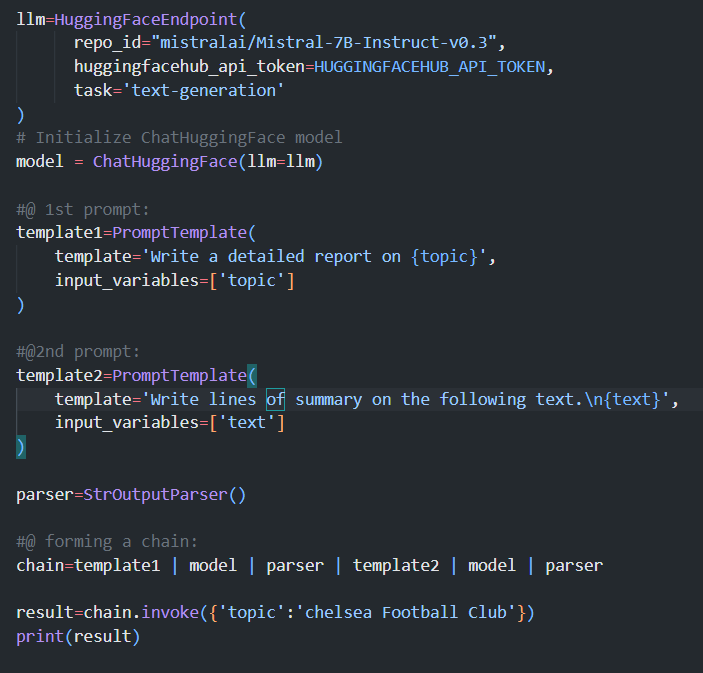 llm=HuggingFaceEndpoint(
        repo_id="mistralai/Mistral-7B-Instruct-v0.3",
        huggingfacehub_api_token=HUGGINGFACEHUB_API_TOKEN,
        task='text-generation'
)
# Initialize ChatHuggingFace model
model = ChatHuggingFace(llm=llm)

#@ 1st prompt:
template1=PromptTemplate(
    template='Write a detailed report on {topic}',
    input_variables=['topic']
)

#@2nd prompt:
template2=PromptTemplate(
    template='Write lines of summary on the following text.\n{text}',
    input_variables=['text']
)

parser=StrOutputParser()

#@ forming a chain:
chain=template1 | model | parser | template2 | model | parser

result=chain.invoke({'topic':'chelsea Football Club'})
print(result)